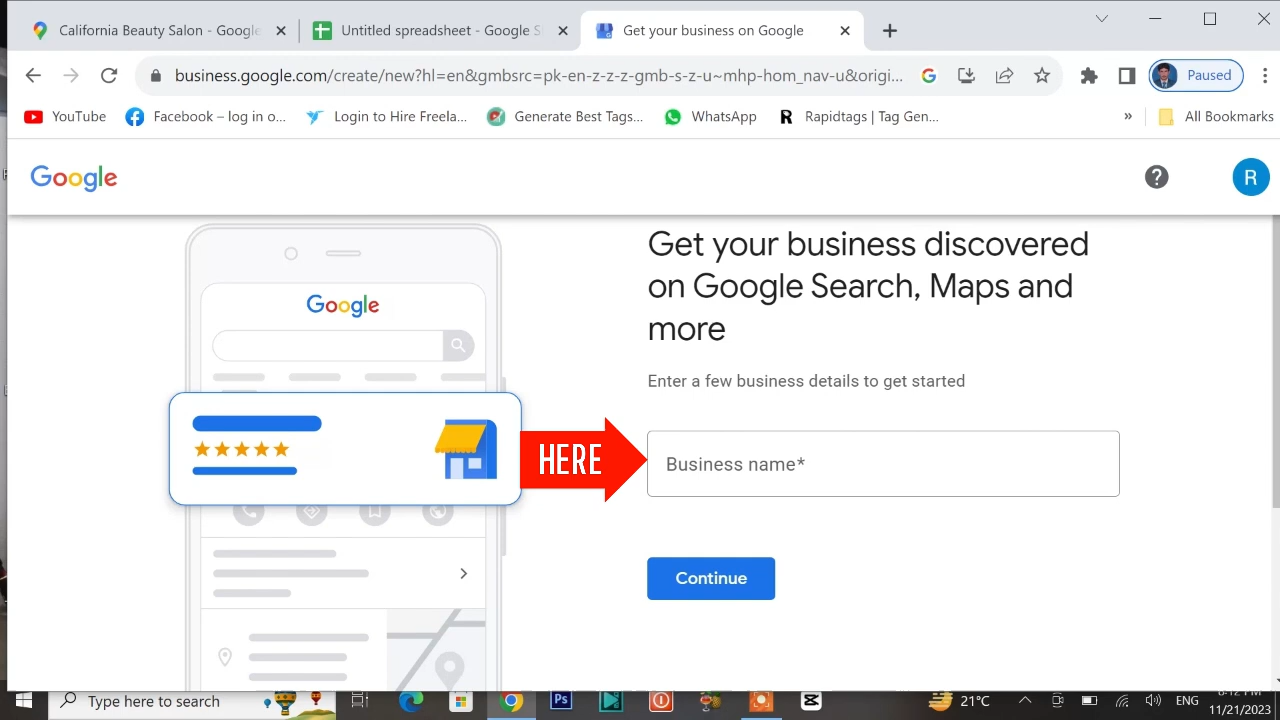 California Beauty Salon - Google
Untitled spreadsheet - Google S
Get your business on Google
business.google.com/create/new?hl=en&gmbsrc=pk-en-z-z-z-gmb-s-z-u~mhp-hom_nav-u&origi...
Paused
YouTube
Facebook – log in o...
Login to Hire Freela...
Generate Best Tags...
WhatsApp
R Rapidtags | Tag Gen...
» All Bookmarks
Google
R
Get your business discovered
on Google Search, Maps and
more
Google
Enter a few business details to get started
HERE
Business name*
Continue
Type here to search
Ps
21°C
ENG
8:12 PM
11/21/2023